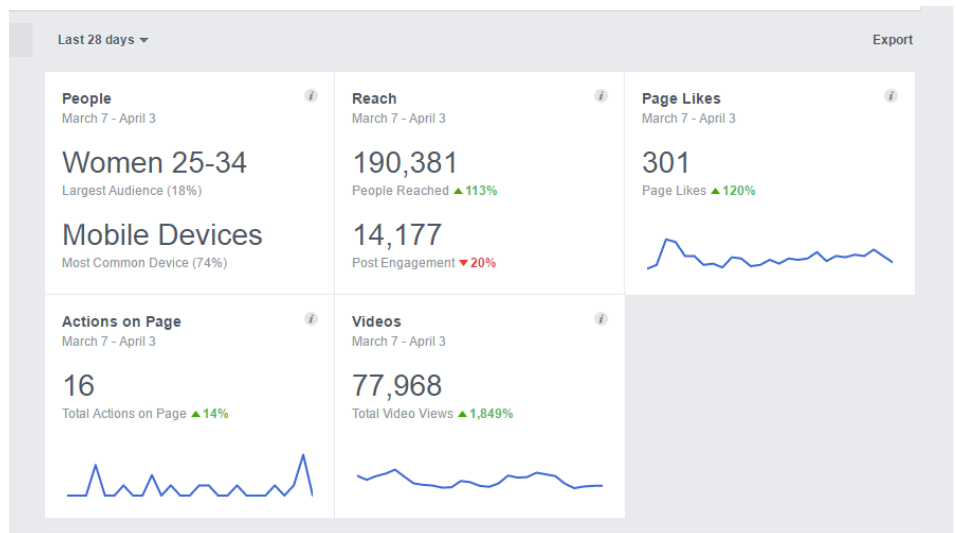 Last 28 days
Export
People
March 7 - April 3
Women 25-34
Largest Audience (18%)
Mobile Devices
Most Common Device (74%)
Reach
March 7 - April 3
190,381
People Reached 113%
14,177
Post Engagement 20%
Page Likes
March 7 - April 3
301
Page Likes 120%
Actions on Page
March 7 - April 3
16
Total Actions on Page 14%
Videos
March 7 - April 3
77,968
Total Video Views 1,849%